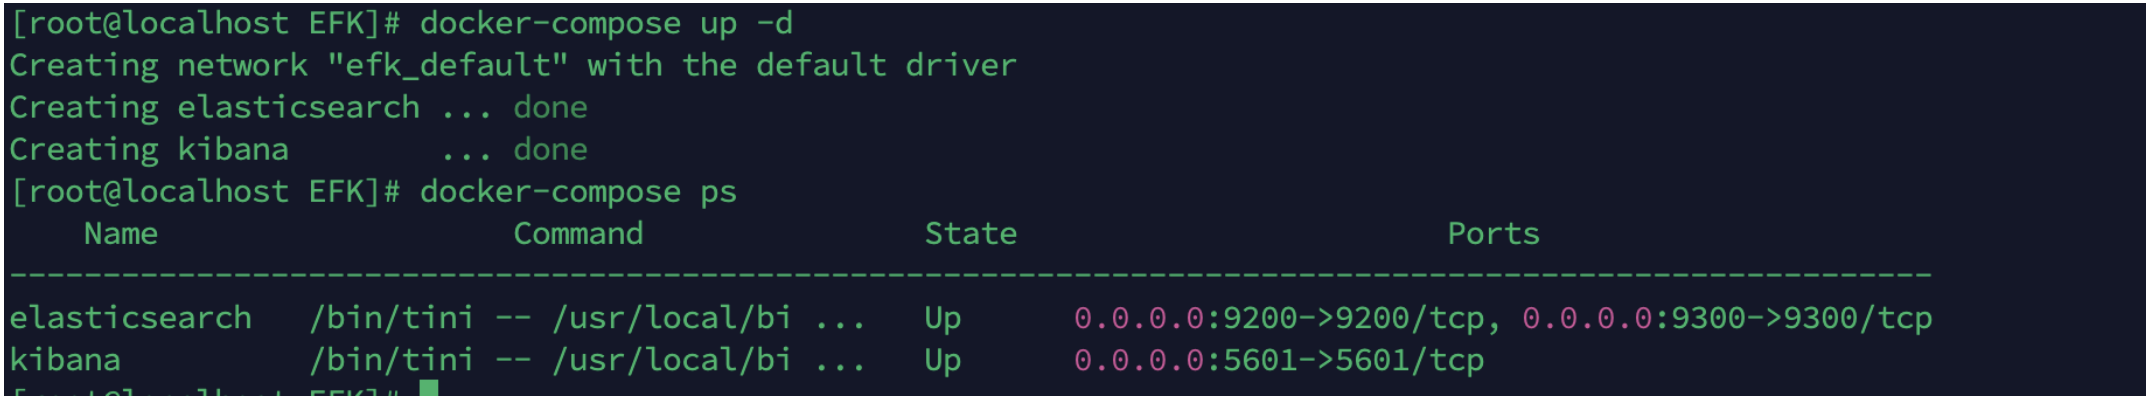 [root@localhost EFK]# docker-compose up -d
Creating network "efk_default" with the default driver
Creating elasticsearch ... done
Creating kibana        ... done
[root@localhost EFK]# docker-compose ps
    Name                   Command               State                       Ports
-------------------------------------------------------------------------------------------------------
elasticsearch   /bin/tini -- /usr/local/bi ...   Up      0.0.0.0:9200->9200/tcp, 0.0.0.0:9300->9300/tcp
kibana          /bin/tini -- /usr/local/bi ...   Up      0.0.0.0:5601->5601/tcp
[root@localhost EFK]#